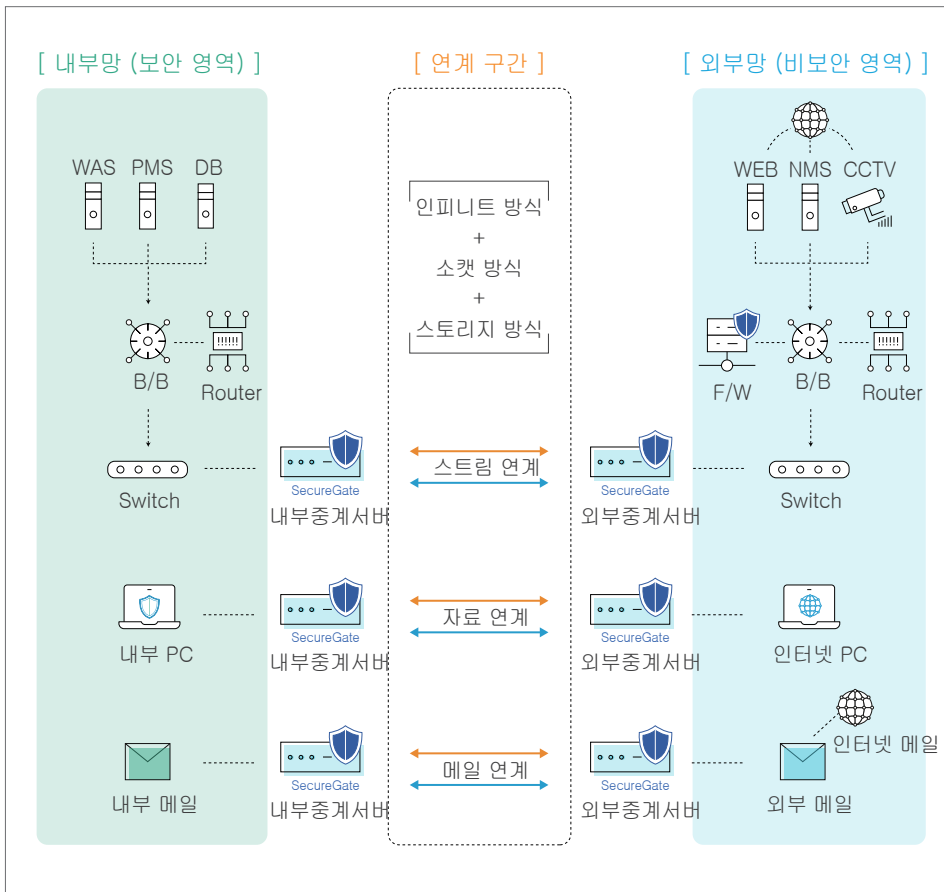 [ 내부망 (보안 영역) ]
[ 연계 구간 ]
[ 외부망 (비보안 영역) ]
WAS
PMS
DB
WEB
NMS
CCTV
인피니트 방식
+
소캣 방식
+
스토리지 방식
B/B
Router
F/W
B/B
Router
Switch
SecureGate
내부중계서버
스트림 연계
SecureGate
외부중계서버
Switch
내부 PC
SecureGate
내부중계서버
자료 연계
SecureGate
외부중계서버
인터넷 PC
인터넷 메일
내부 메일
SecureGate
내부중계서버
메일 연계
SecureGate
외부중계서버
외부 메일